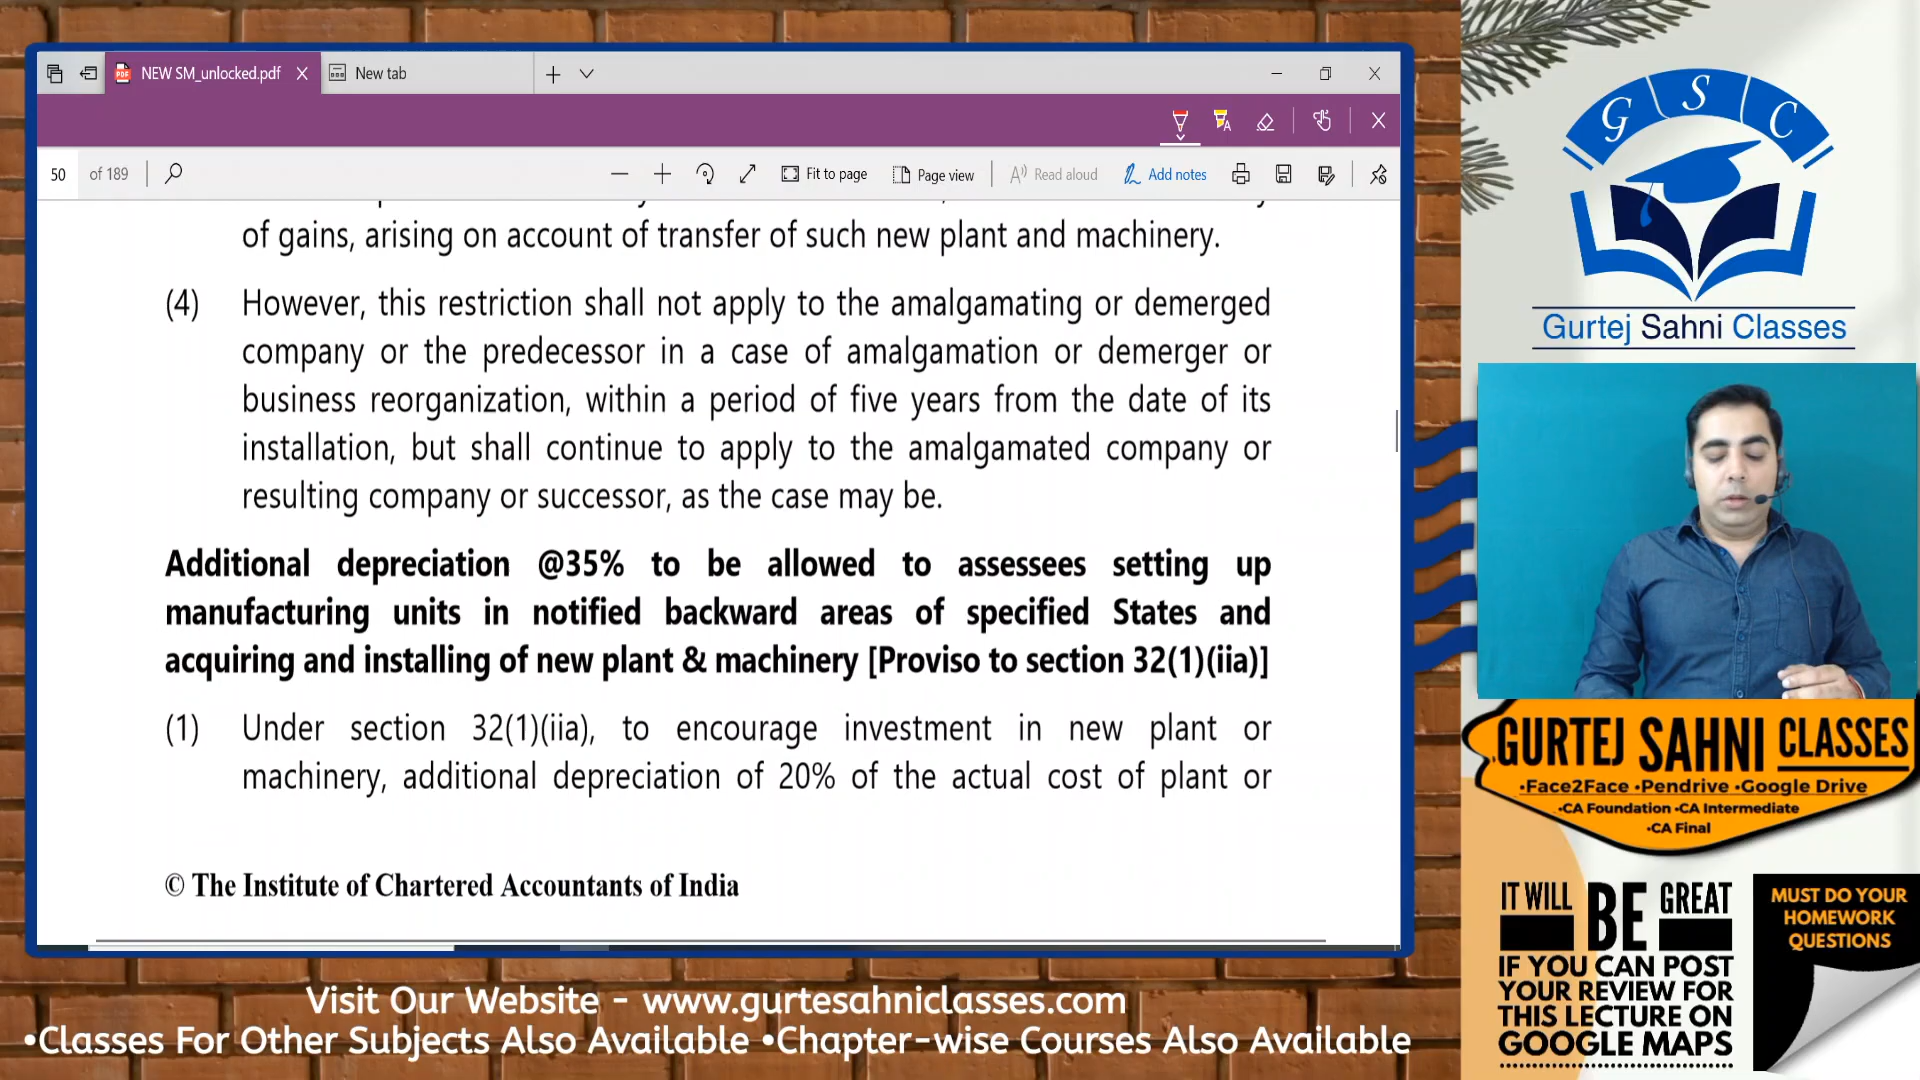 NEW SM_unlocked.pdf
New tab
50 of 189
Fit to page
Page view
Read aloud
Add notes
of gains, arising on account of transfer of such new plant and machinery.
(4) However, this restriction shall not apply to the amalgamating or demerged
company or the predecessor in a case of amalgamation or demerger or
business reorganization, within a period of five years from the date of its
installation, but shall continue to apply to the amalgamated company or
resulting company or successor, as the case may be.
Additional depreciation @35% to be allowed to assessees setting up
manufacturing units in notified backward areas of specified States and
acquiring and installing of new plant & machinery [Proviso to section 32(1)(iia)]
(1) Under section 32(1)(iia), to encourage investment in new plant or
machinery, additional depreciation of 20% of the actual cost of plant or
© The Institute of Chartered Accountants of India
G S C
Gurtej Sahni Classes
GURTEJ SAHNI CLASSES
•Face2Face •Pendrive •Google Drive
•CA Foundation •CA Intermediate
•CA Final
IT WILL BE GREAT
IF YOU CAN POST
YOUR REVIEW FOR
THIS LECTURE ON
GOOGLE MAPS
MUST DO YOUR
HOMEWORK
QUESTIONS
Visit Our Website - www.gurtesahniclasses.com
•Classes For Other Subjects Also Available •Chapter-wise Courses Also Available